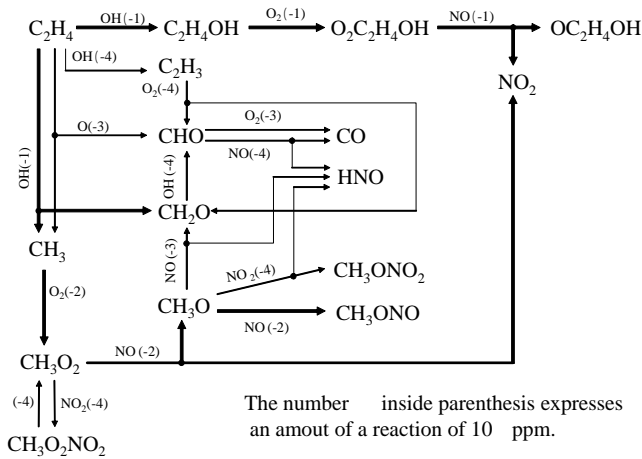 C₂H₄ OH(-1) C₂H₄OH O₂(-1) O₂C₂H₄OH NO(-1) OC₂H₄OH
OH(-4) C₂H₃ NO₂
O₂(-4)
O(-3) CHO O₂(-3) CO
NO(-4)
HNO
OH(-1)
OH(-4)
CH₂O
CH₃
NO(-3)
NO₂(-4) CH₃ONO₂
O₂(-2)
CH₃O CH₃ONO
NO(-2)
CH₃O₂ NO(-2)
(-4) NO₂(-4)
CH₃O₂NO₂
The number inside parenthesis expresses
an amout of a reaction of 10 ppm.